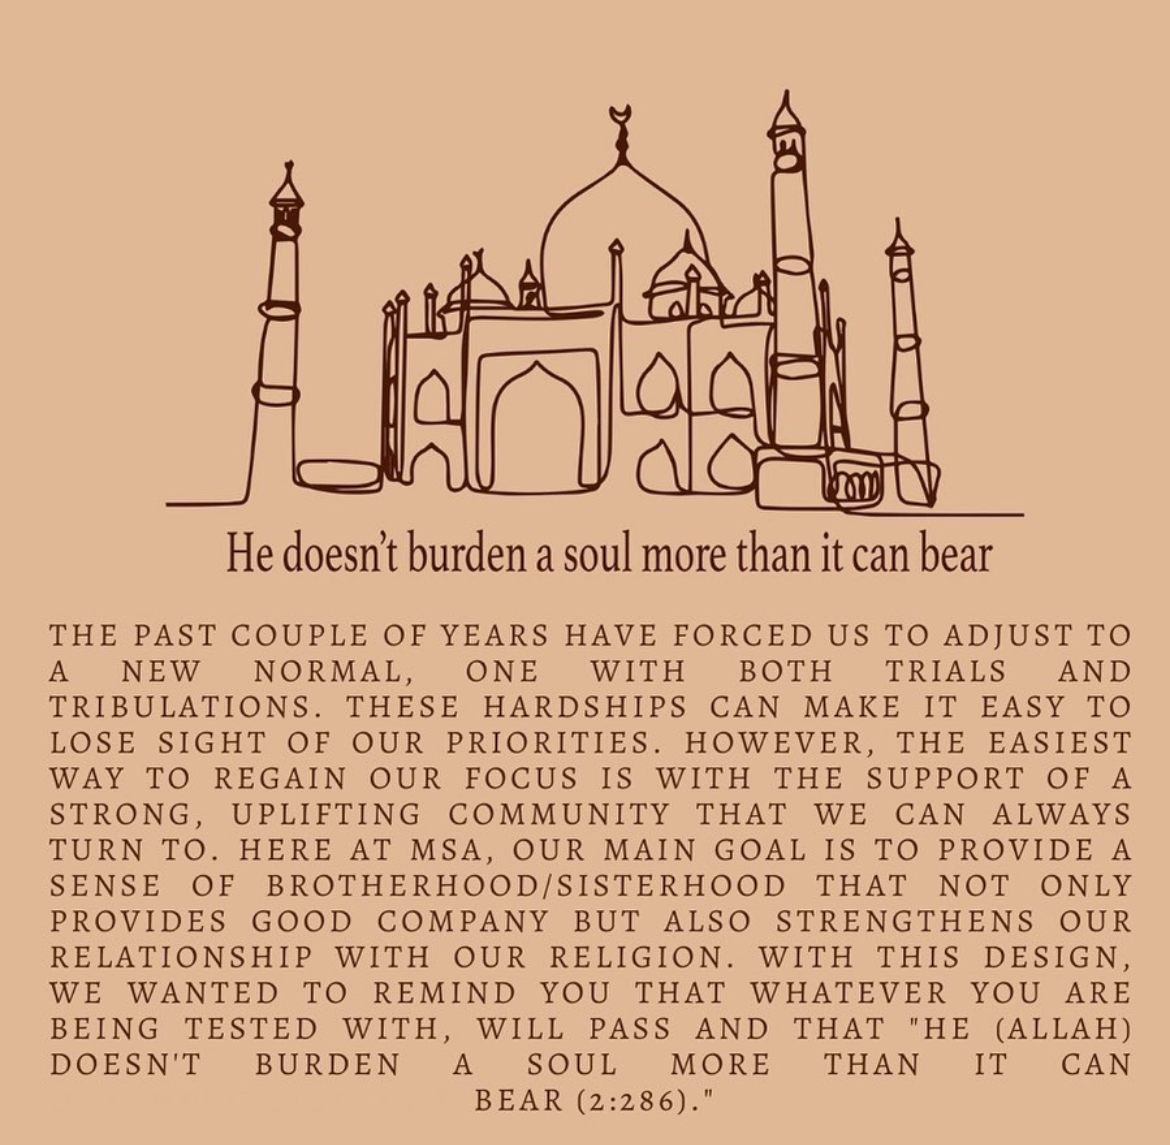 He doesn't burden a soul more than it can bear
THE PAST COUPLE OF YEARS HAVE FORCED US TO ADJUST TO
A NEW NORMAL, ONE WITH BOTH TRIALS AND
TRIBULATIONS. THESE HARDSHIPS CAN MAKE IT EASY TO
LOSE SIGHT OF OUR PRIORITIES. HOWEVER, THE EASIEST
WAY TO REGAIN OUR FOCUS IS WITH THE SUPPORT OF A
STRONG, UPLIFTING COMMUNITY THAT WE CAN ALWAYS
TURN TO. HERE AT MSA, OUR MAIN GOAL IS TO PROVIDE A
SENSE OF BROTHERHOOD/SISTERHOOD THAT NOT ONLY
PROVIDES GOOD COMPANY BUT ALSO STRENGTHENS OUR
RELATIONSHIP WITH OUR RELIGION. WITH THIS DESIGN,
WE WANTED TO REMIND YOU THAT WHATEVER YOU ARE
BEING TESTED WITH, WILL PASS AND THAT "HE (ALLAH)
DOESN'T BURDEN A SOUL MORE THAN IT CAN
BEAR (2:286)."